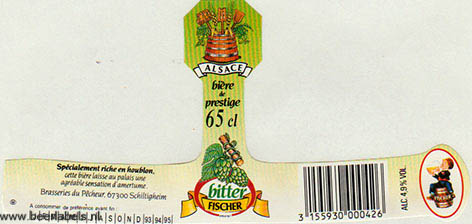 ALSACE
bière
de
prestige
65 cl
bitter
FISCHER
Spécialement riche en houblon,
cette bière laisse au palais une
agréable sensation d'amertume.
Brasseries du Pêcheur, 67300 Schiltigheim
A consommer de préférence avant fin
S O N D 93 94 95
www.beerlabels.nl
3 155930 000426
ALC. 4,9% VOL.
FISCHER